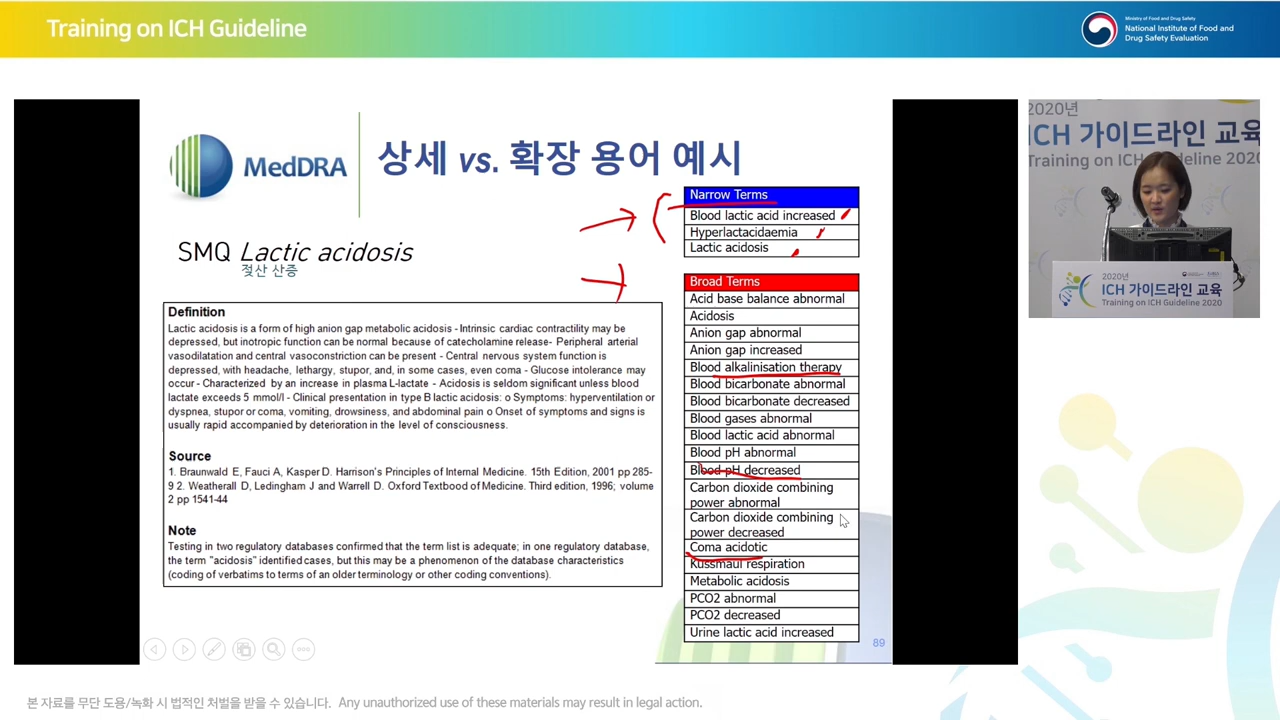 Training on ICH Guideline
Ministry of Food and Drug Safety
National Institute of Food and
Drug Safety Evaluation
MedDRA
상세 vs. 확장 용어 예시
SMQ Lactic acidosis
젖산 산증
Definition
Lactic acidosis is a form of high anion gap metabolic acidosis - Intrinsic cardiac contractility may be
depressed, but inotropic function can be normal because of catecholamine release- Peripheral arterial
vasodilatation and central vasoconstriction can be present - Central nervous system function is
depressed, with headache, lethargy, stupor, and, in some cases, even coma - Glucose intolerance may
occur - Characterized by an increase in plasma L-lactate - Acidosis is seldom significant unless blood
lactate exceeds 5 mmol/l - Clinical presentation in type B lactic acidosis: o Symptoms: hyperventilation or
dyspnea, stupor or coma, vomiting, drowsiness, and abdominal pain o Onset of symptoms and signs is
usually rapid accompanied by deterioration in the level of consciousness.
Source
1. Braunwald E, Fauci A, Kasper D. Harrison's Principles of Internal Medicine. 15th Edition, 2001 pp 285-
9 2. Weatherall D, Ledingham J and Warrell D. Oxford Textbood of Medicine. Third edition, 1996; volume
2 pp 1541-44
Note
Testing in two regulatory databases confirmed that the term list is adequate; in one regulatory database,
the term "acidosis" identified cases, but this may be a phenomenon of the database characteristics
(coding of verbatims to terms of an older terminology or other coding conventions).
Narrow Terms
Blood lactic acid increased
Hyperlactacidaemia
Lactic acidosis
Broad Terms
Acid base balance abnormal
Acidosis
Anion gap abnormal
Anion gap increased
Blood alkalinisation therapy
Blood bicarbonate abnormal
Blood bicarbonate decreased
Blood gases abnormal
Blood lactic acid abnormal
Blood pH abnormal
Blood pH decreased
Carbon dioxide combining
power abnormal
Carbon dioxide combining
power decreased
Coma acidotic
Kussmaul respiration
Metabolic acidosis
PCO2 abnormal
PCO2 decreased
Urine lactic acid increased
89
2020년
ICH 가이드라인 교육
Training on ICH Guideline 2020
2020년
ICH 가이드라인 교육
Training on ICH Guideline 2020
본 자료를 무단 도용/녹화 시 법적인 처벌을 받을 수 있습니다. Any unauthorized use of these materials may result in legal action.